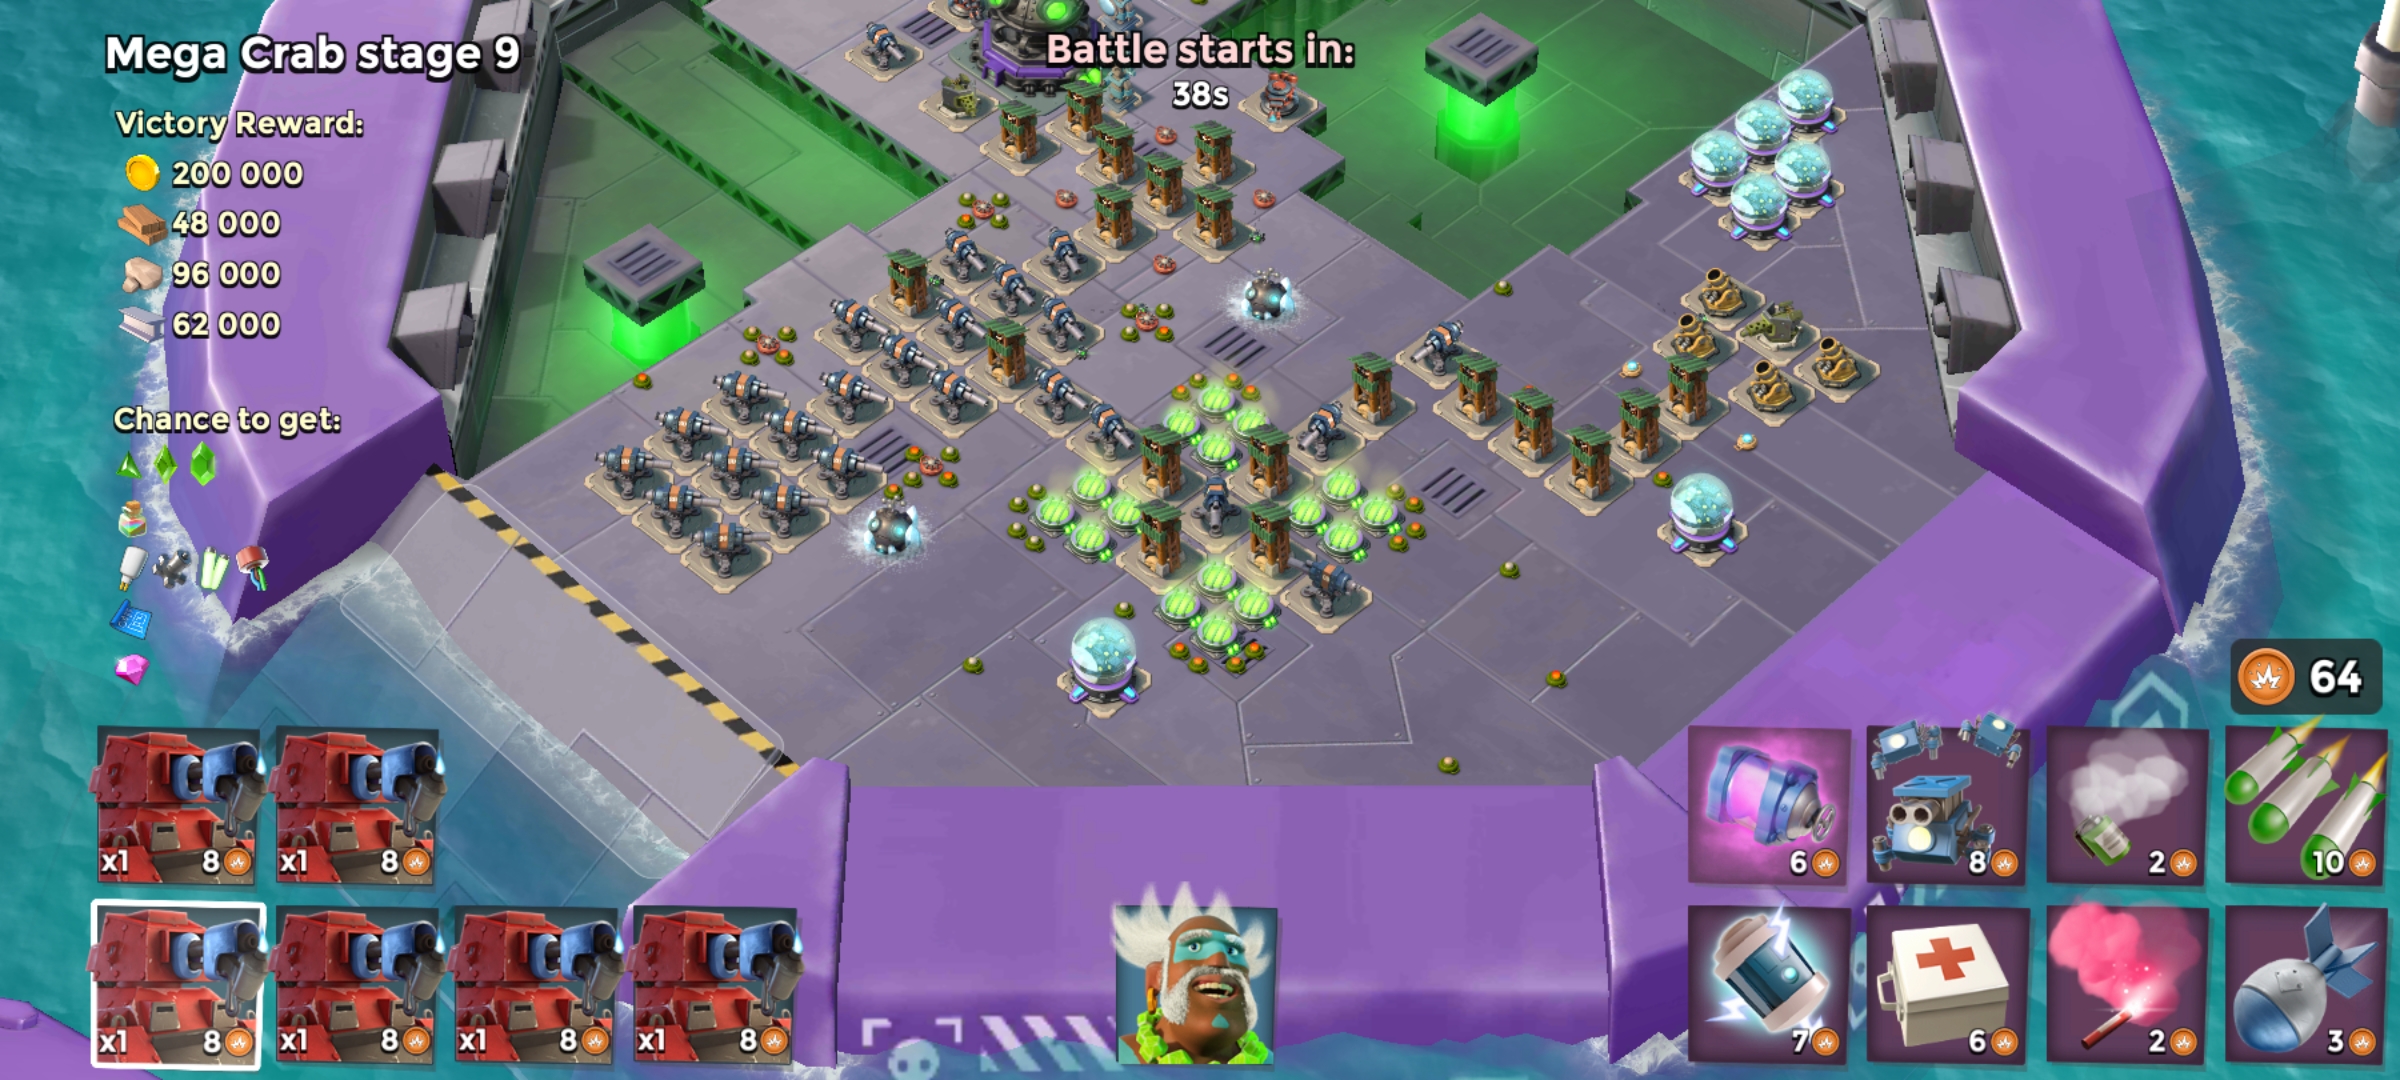 Mega Crab stage 9
Battle starts in:
38s
Victory Reward:
200 000
48 000
96 000
62 000
Chance to get:
64
x1 8
x1 8
6
8
2
10
x1 8
x1 8
x1 8
x1 8
7
6
2
3